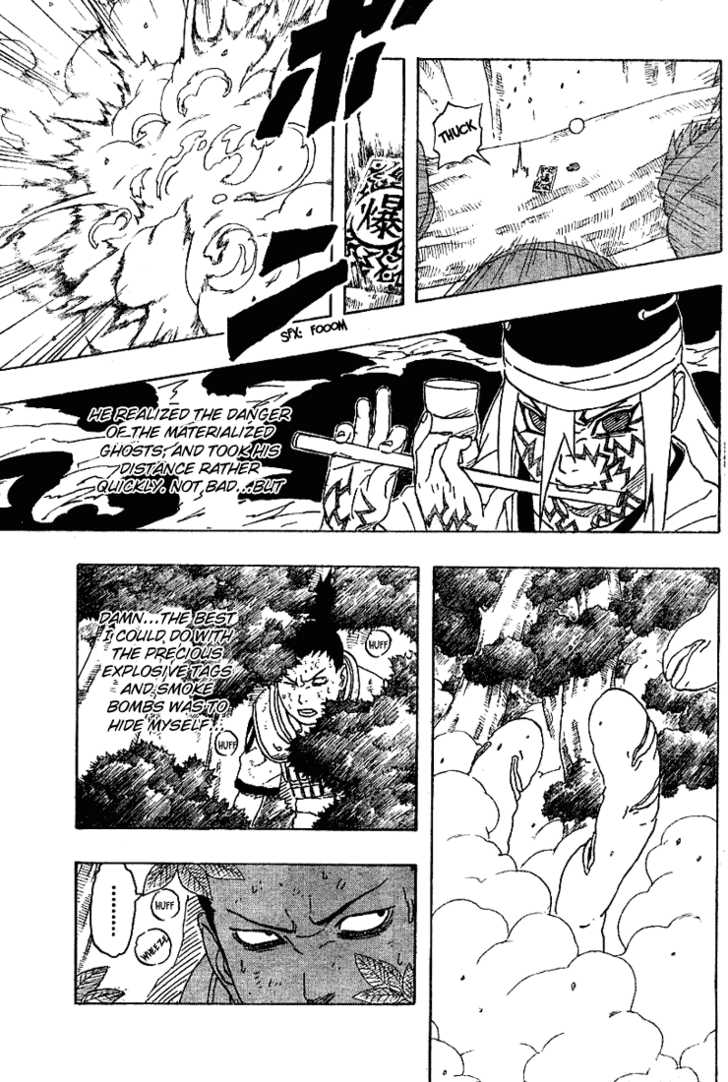 THUCK
爆
ボン
SFX: FOOOM
HE REALIZED THE DANGER
OF THE MATERIALIZED
GHOSTS, AND TOOK HIS
DISTANCE RATHER
QUICKLY. NOT BAD...BUT
DAMN...THE BEST
I COULD DO WITH
THE PRECIOUS
EXPLOSIVE TAGS
AND SMOKE
BOMBS WAS TO
HIDE MYSELF...
HUFF
HUFF
......
HUFF
WHEEZE